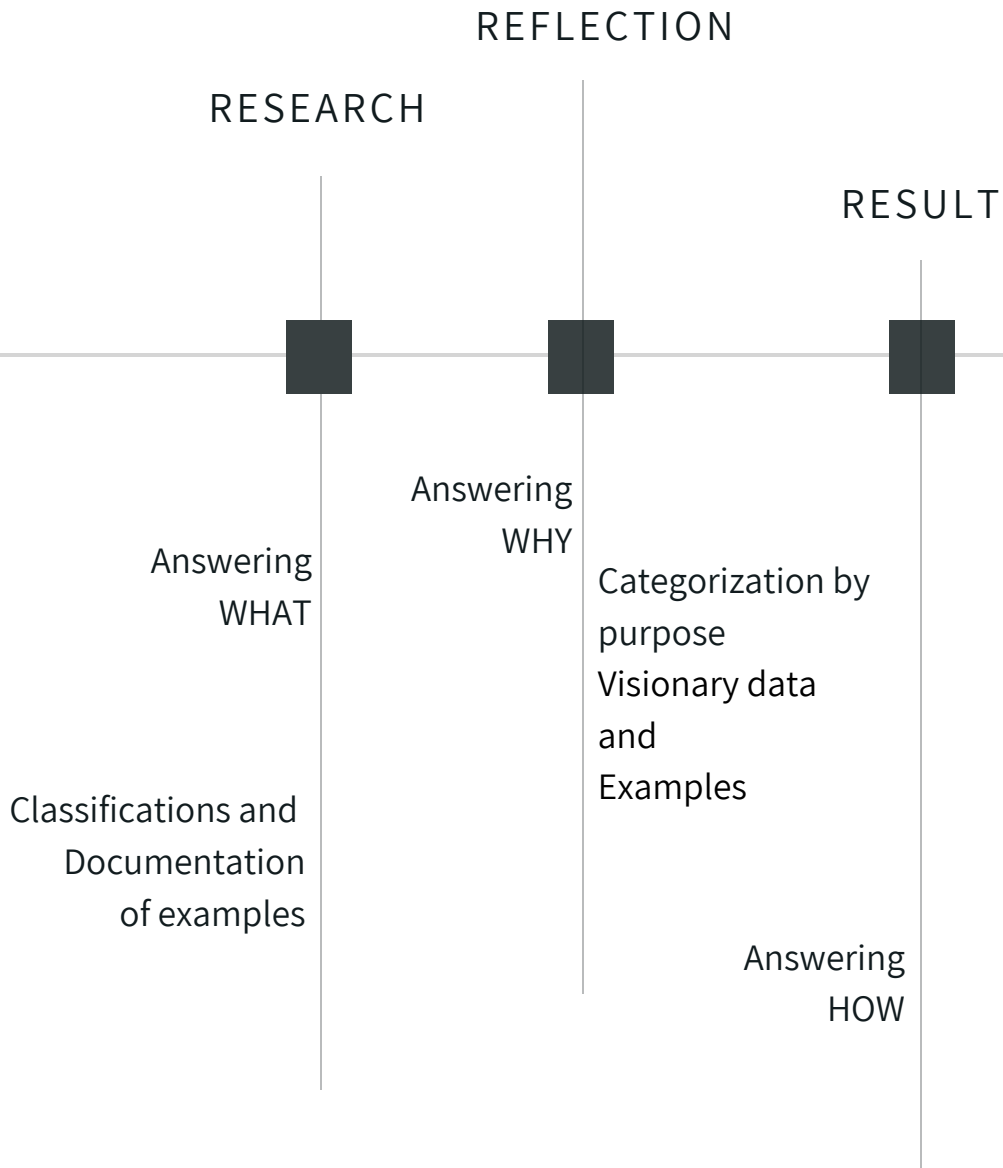 REFLECTION
RESEARCH
RESULT
Answering
WHY
Answering
WHAT
Categorization by
purpose
Visionary data
and
Examples
Classifications and
Documentation
of examples
Answering
HOW